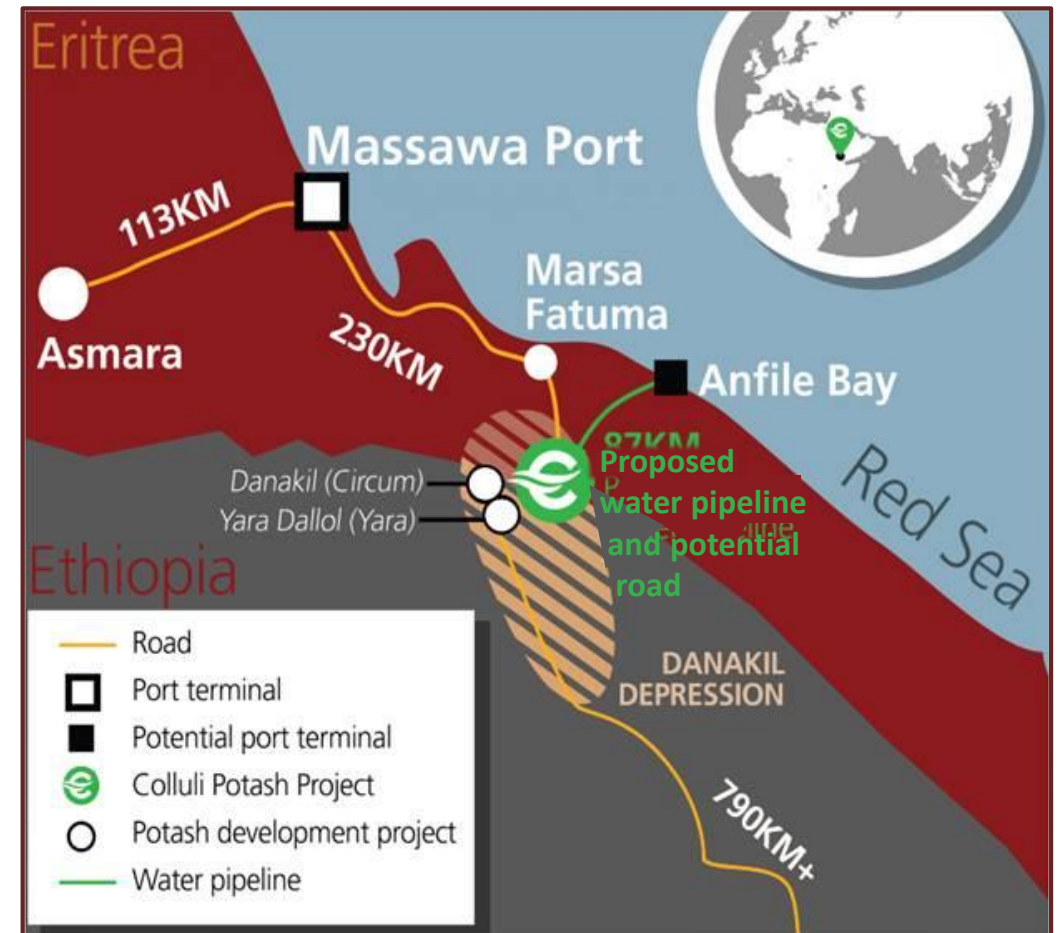 Eritrea
Massawa Port
113KM
Asmara
230KM
Marsa
Fatuma
Anfile Bay
87KM
Proposed
water pipeline
and potential
road
Red Sea
Danakil (Circum)
Yara Dallol (Yara)
Ethiopia
DANAKIL
DEPRESSION
790KM+
Road
Port terminal
Potential port terminal
Colluli Potash Project
Potash development project
Water pipeline